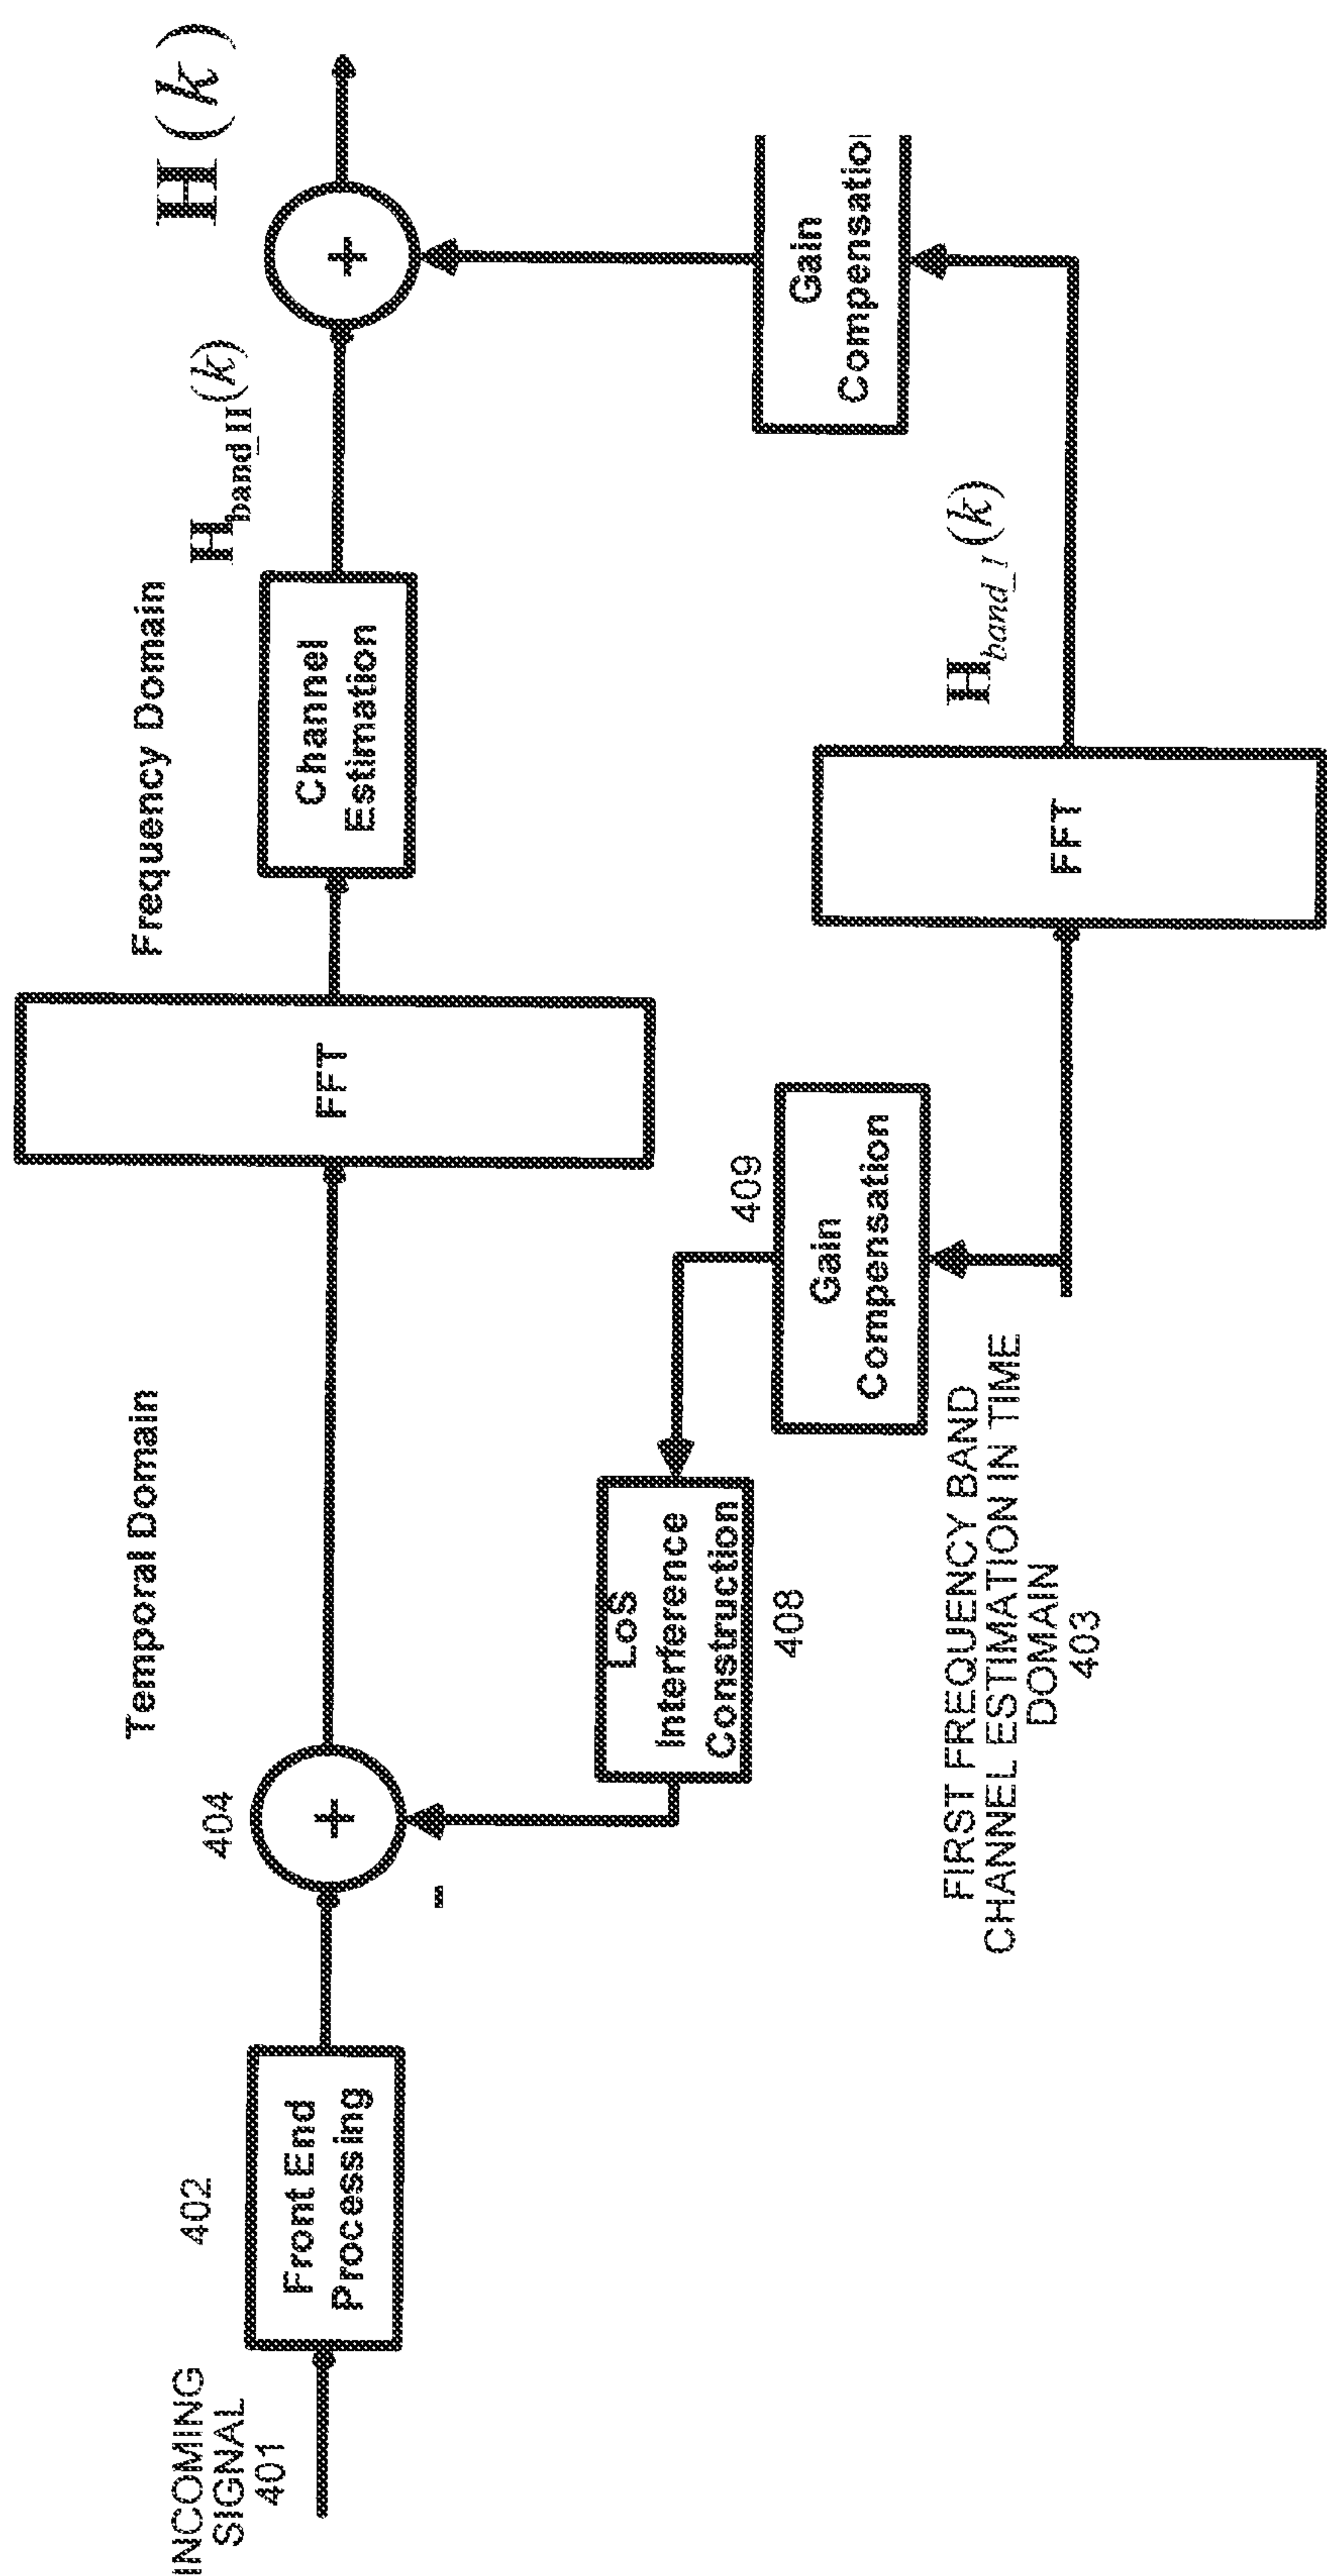 INCOMING
SIGNAL
401
402
Front End
Processing
404
+
-
Temporal Domain
LoS
Interference
Construction
408
FIRST FREQUENCY BAND
CHANNEL ESTIMATION IN TIME
DOMAIN
403
409
Gain
Compensation
FFT
Frequency Domain
Channel
Estimation
FFT
H_band_II(k)
H_band_I(k)
Gain
Compensatio
+
H(k)